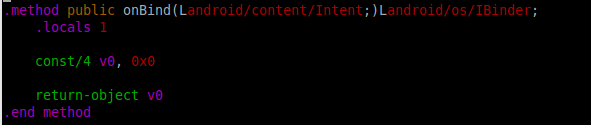 .method public onBind(Landroid/content/Intent;)Landroid/os/IBinder;
.locals 1
const/4 v0, 0x0
return-object v0
.end method